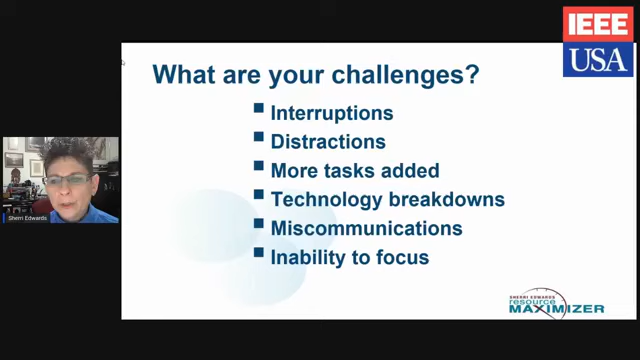 IEEE
USA
What are your challenges?
Interruptions
Distractions
More tasks added
Technology breakdowns
Miscommunications
Inability to focus
Sherri Edwards
SHERRI EDWARDS
resource
MAXIMIZER